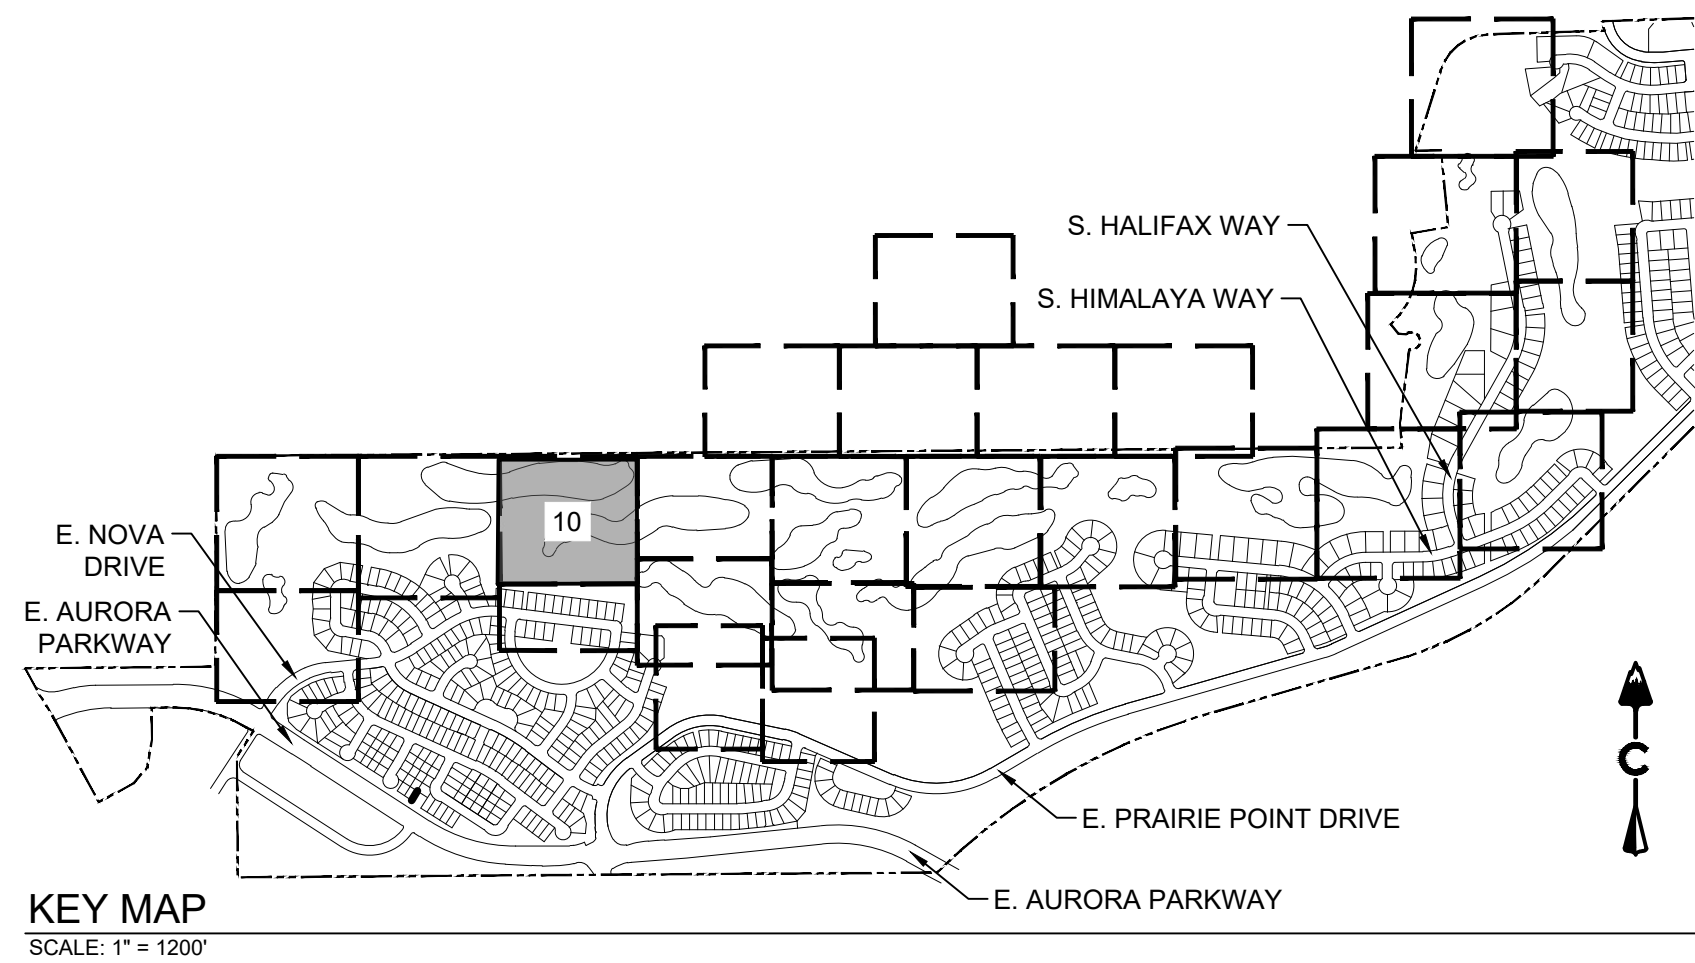 S. HALIFAX WAY
S. HIMALAYA WAY
10
E. NOVA
DRIVE
E. AURORA
PARKWAY
C
E. PRAIRIE POINT DRIVE
E. AURORA PARKWAY
KEY MAP
SCALE: 1" = 1200'